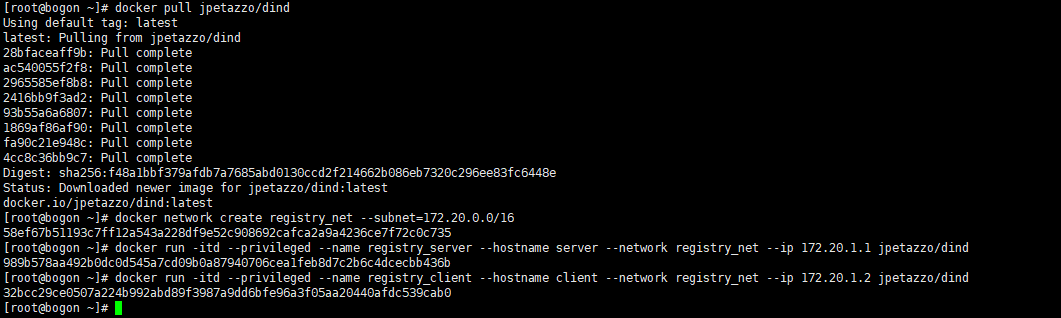 [root@bogon ~]# docker pull jpetazzo/dind
Using default tag: latest
latest: Pulling from jpetazzo/dind
28bfaceaff9b: Pull complete
ac540055f2f8: Pull complete
2965585ef8b8: Pull complete
2416bb9f3ad2: Pull complete
93b55a6a6807: Pull complete
1869af86af90: Pull complete
fa90c21e948c: Pull complete
4cc8c36bb9c7: Pull complete
Digest: sha256:f48a1bbf379afdb7a7685abd0130ccd2f214662b086eb7320c296ee83fc6448e
Status: Downloaded newer image for jpetazzo/dind:latest
docker.io/jpetazzo/dind:latest
[root@bogon ~]# docker network create registry_net --subnet=172.20.0.0/16
58ef67b51193c7ff12a543a228df9e52c908692cafca2a9a4236ce7f72c0c735
[root@bogon ~]# docker run -itd --privileged --name registry_server --hostname server --network registry_net --ip 172.20.1.1 jpetazzo/dind
989b578aa492b0dc0d545a7cd09b0a87940706cea1feb8d7c2b6c4dcecbb436b
[root@bogon ~]# docker run -itd --privileged --name registry_client --hostname client --network registry_net --ip 172.20.1.2 jpetazzo/dind
32bcc29ce0507a224b992abd89f3987a9dd6bfe96a3f05aa20440afdc539cab0
[root@bogon ~]#